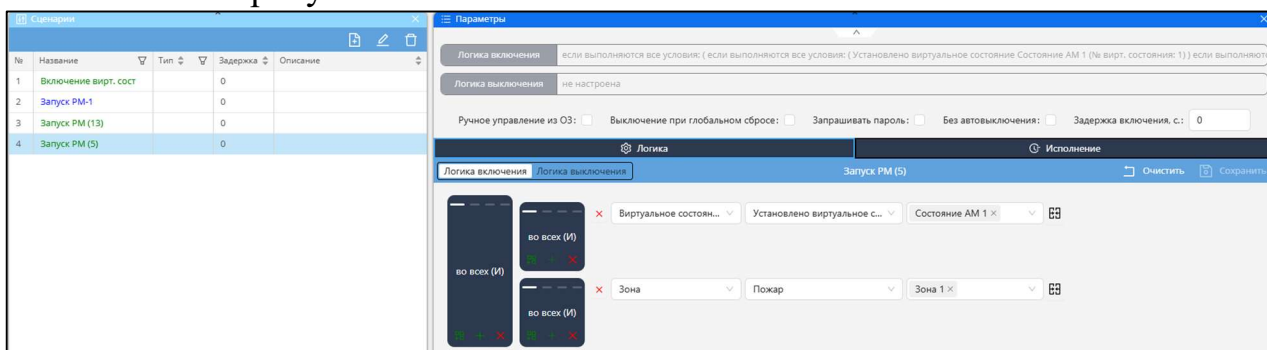 Сценарии
№ Название Тип Задержка Описание
1 Включение вирт. сост 0
2 Запуск РМ-1 0
3 Запуск РМ (13) 0
4 Запуск РМ (5) 0
Параметры
Логика включения если выполняются все условия: ( если выполняются все условия: ( Установлено виртуальное состояние Состояние АМ 1 (№ вирт. состояния: 1) ) если выполняют
Логика выключения не настроена
Ручное управление из ОЗ: Выключение при глобальном сбросе: Запрашивать пароль: Без автовыключения: Задержка включения, с.: 0
Логика Исполнение
Логика включения Логика выключения Запуск РМ (5) Очистить Сохранить
Виртуальное состоян... Установлено виртуальное с... Состояние АМ 1 ×
во всех (И)
во всех (И)
Зона Пожар Зона 1 ×
во всех (И)